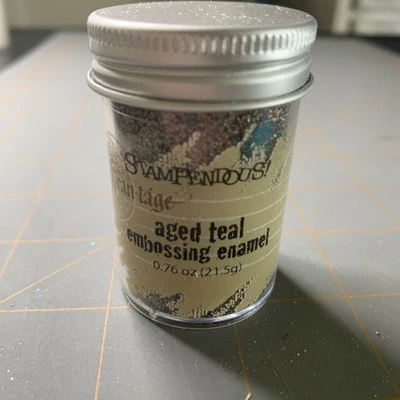 STAMPENDOUS!
aged teal
embossing enamel
0.76 oz (21.5g)